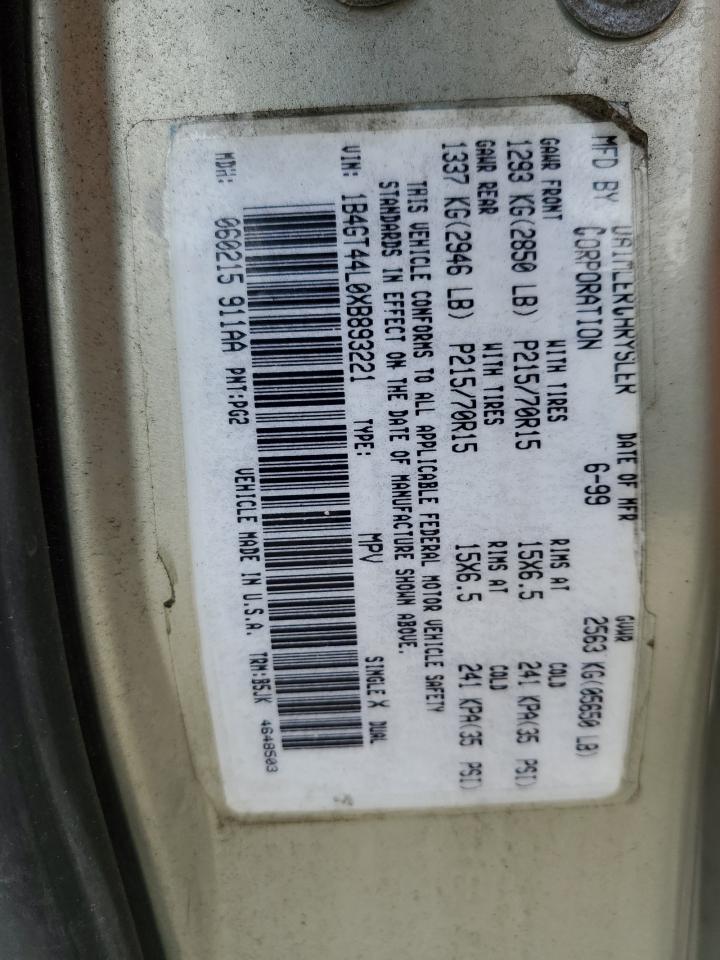 MFD BY DAIMLERCHRYSLER DATE OF MFR GVWR
CORPORATION 6-99 2563 KG(05650 LB)
GAWR FRONT WITH TIRES RIMS AT COLD
1293 KG(2850 LB) P215/70R15 15X6.5 241 KPA(35 PSI)
GAWR REAR WITH TIRES RIMS AT COLD
1337 KG(2946 LB) P215/70R15 15X6.5 241 KPA(35 PSI)
THIS VEHICLE CONFORMS TO ALL APPLICABLE FEDERAL MOTOR VEHICLE SAFETY
STANDARDS IN EFFECT ON THE DATE OF MANUFACTURE SHOWN ABOVE.
VIN: 1B4GT44L0XB893221 TYPE: MPV SINGLE X DUAL
MDH: 060215 911AA PNT:PG2 VEHICLE MADE IN U.S.A. TRM:B5JK 4648503